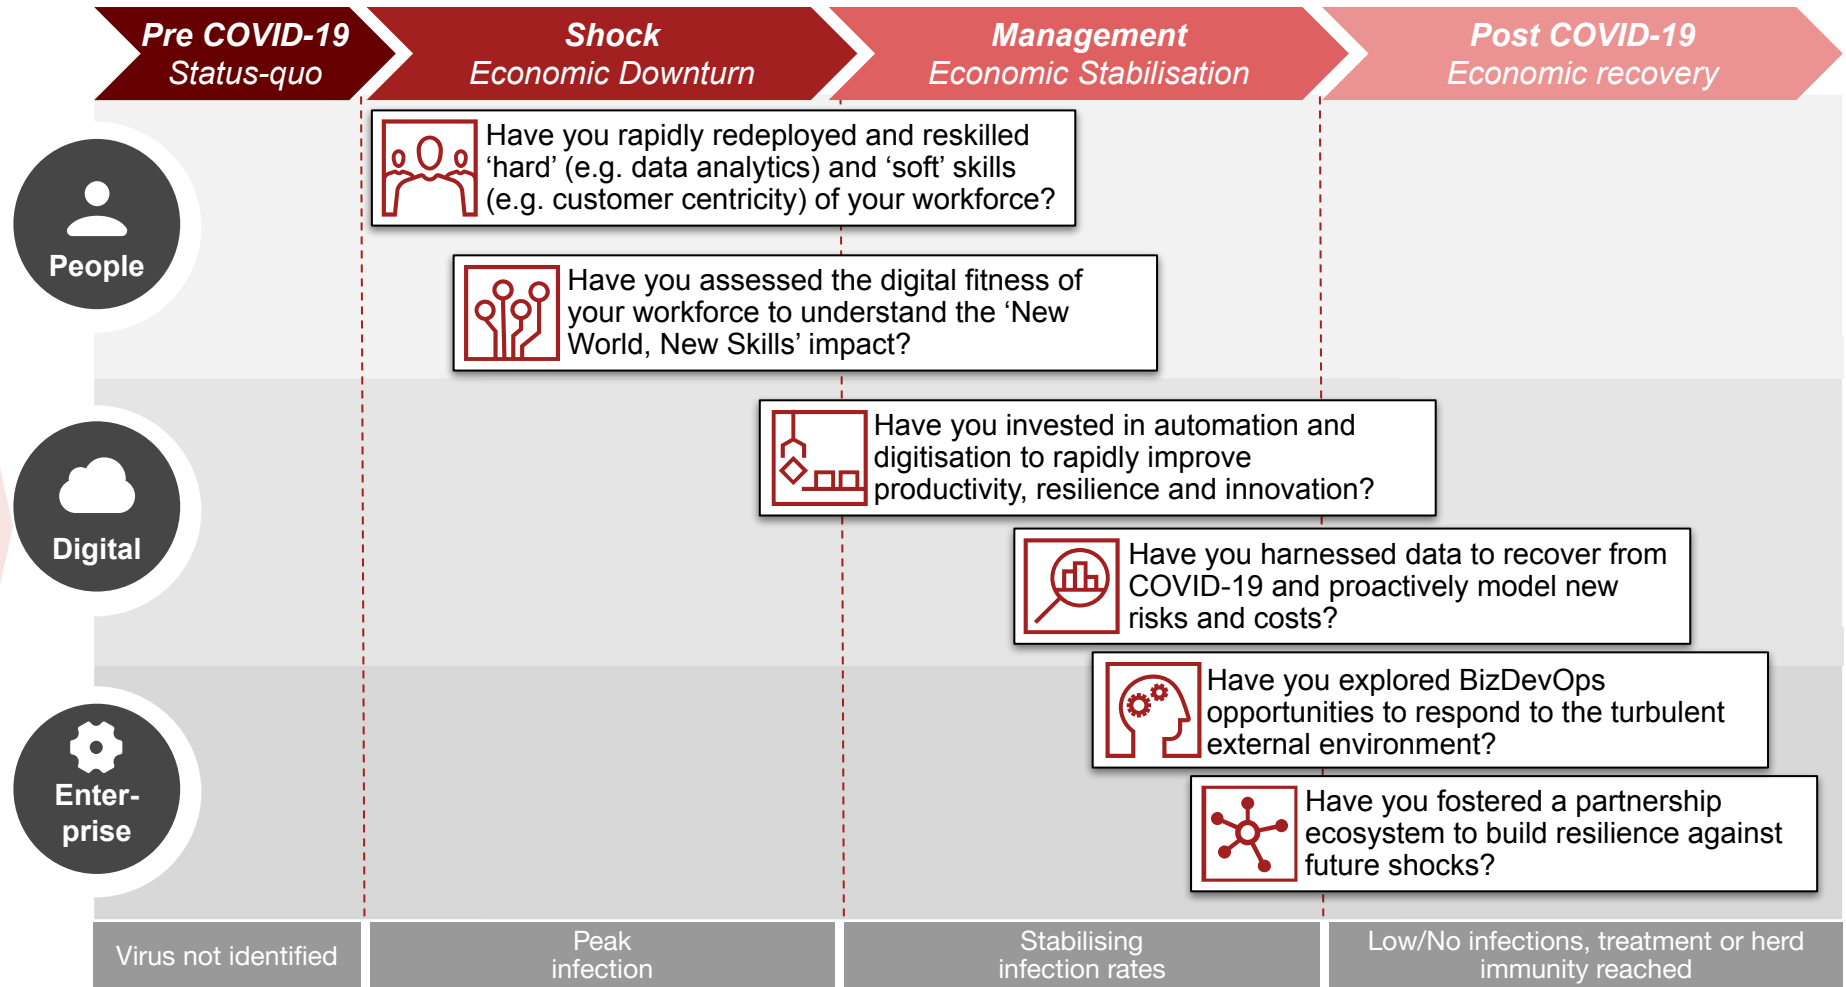 Pre COVID-19
Status-quo
Shock
Economic Downturn
Management
Economic Stabilisation
Post COVID-19
Economic recovery
People
Have you rapidly redeployed and reskilled
‘hard’ (e.g. data analytics) and ‘soft’ skills
(e.g. customer centricity) of your workforce?
Have you assessed the digital fitness of
your workforce to understand the ‘New
World, New Skills’ impact?
Digital
Have you invested in automation and
digitisation to rapidly improve
productivity, resilience and innovation?
Have you harnessed data to recover from
COVID-19 and proactively model new
risks and costs?
Enter-
prise
Have you explored BizDevOps
opportunities to respond to the turbulent
external environment?
Have you fostered a partnership
ecosystem to build resilience against
future shocks?
Virus not identified
Peak
infection
Stabilising
infection rates
Low/No infections, treatment or herd
immunity reached